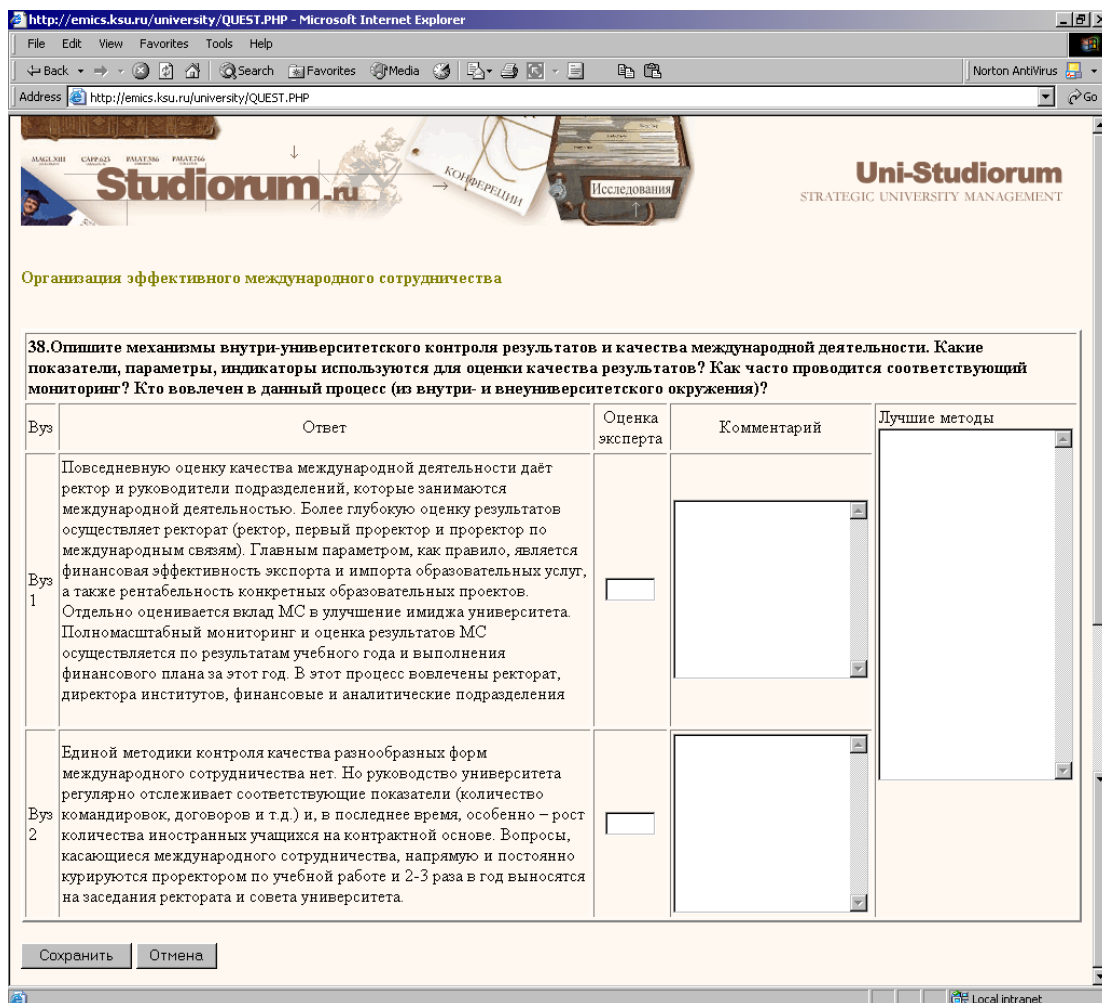 http://emics.ksu.ru/university/QUEST.PHP - Microsoft Internet Explorer
File Edit View Favorites Tools Help
Back Search Favorites Media Norton AntiVirus
Address http://emics.ksu.ru/university/QUEST.PHP Go
MAGL.XIII CAPP.623 PALAT.386 PALAT.766
Studiorum.ru
КОНФЕРЕЦИИ
Исследования
Uni-Studiorum
STRATEGIC UNIVERSITY MANAGEMENT
Организация эффективного международного сотрудничества
38.Опишите механизмы внутри-университетского контроля результатов и качества международной деятельности. Какие
показатели, параметры, индикаторы используются для оценки качества результатов? Как часто проводится соответствующий
мониторинг? Кто вовлечен в данный процесс (из внутри- и внеуниверситетского окружения)?
Вуз
Ответ
Оценка
эксперта
Комментарий
Лучшие методы
Вуз
1
Повседневную оценку качества международной деятельности даёт
ректор и руководители подразделений, которые занимаются
международной деятельностью. Более глубокую оценку результатов
осуществляет ректорат (ректор, первый проректор и проректор по
международным связям). Главным параметром, как правило, является
финансовая эффективность экспорта и импорта образовательных услуг,
а также рентабельность конкретных образовательных проектов.
Отдельно оценивается вклад МС в улучшение имиджа университета.
Полномасштабный мониторинг и оценка результатов МС
осуществляется по результатам учебного года и выполнения
финансового плана за этот год. В этот процесс вовлечены ректорат,
директора институтов, финансовые и аналитические подразделения
Вуз
2
Единой методики контроля качества разнообразных форм
международного сотрудничества нет. Но руководство университета
регулярно отслеживает соответствующие показатели (количество
командировок, договоров и т.д.) и, в последнее время, особенно – рост
количества иностранных учащихся на контрактной основе. Вопросы,
касающиеся международного сотрудничества, напрямую и постоянно
курируются проректором по учебной работе и 2-3 раза в год выносятся
на заседания ректората и совета университета.
Сохранить Отмена
Local intranet